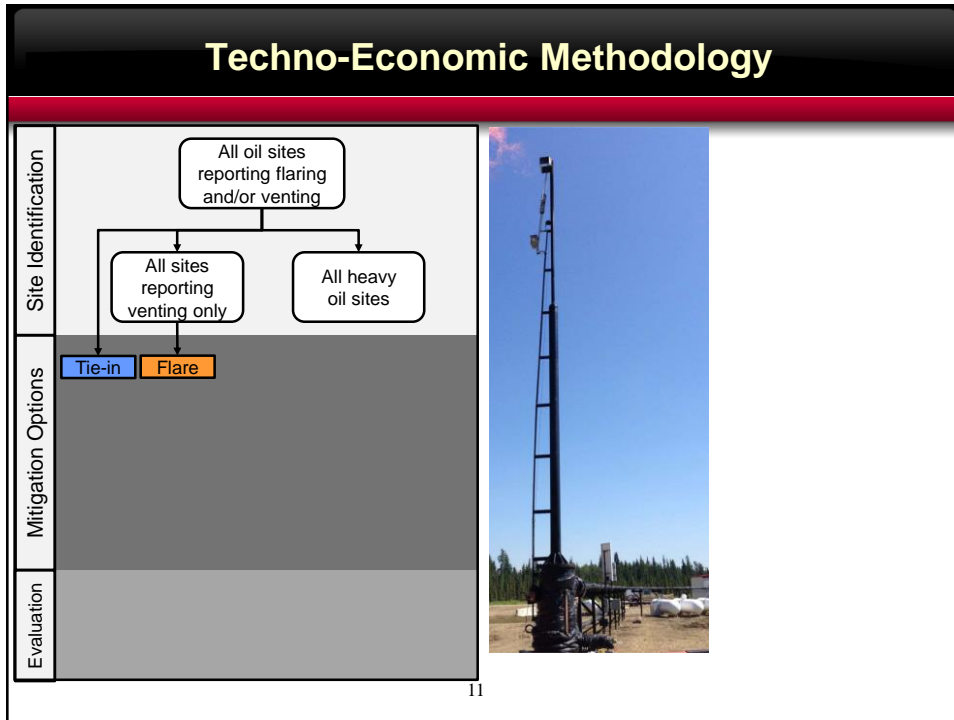 Techno-Economic Methodology
Site Identification
All oil sites
reporting flaring
and/or venting
All sites
reporting
venting only
All heavy
oil sites
Mitigation Options
Tie-in
Flare
Evaluation
11